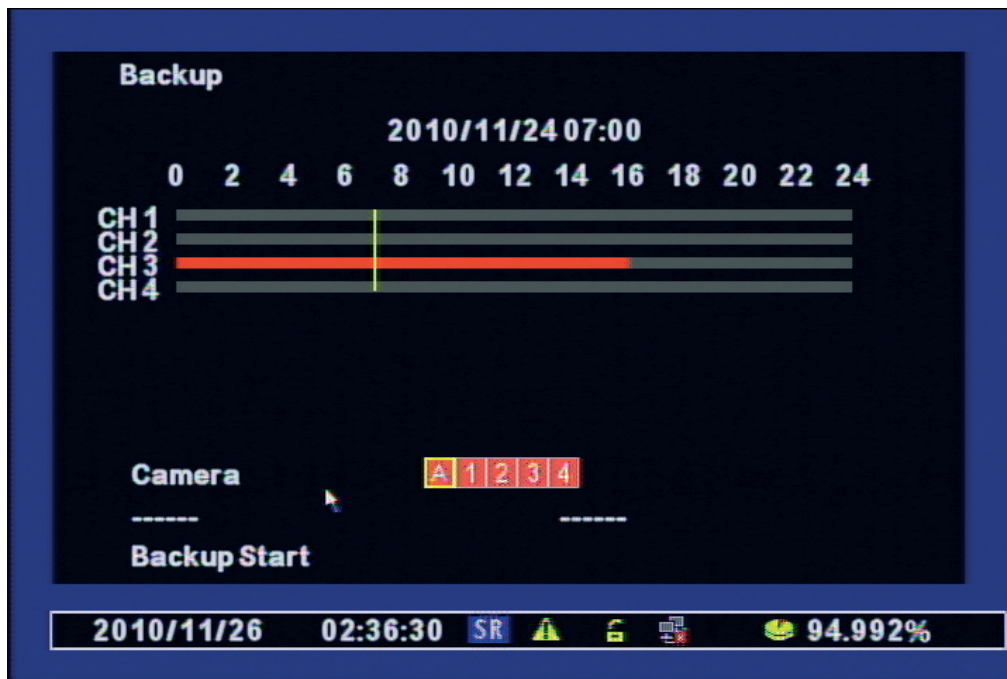 Backup
2010/11/24 07:00
0 2 4 6 8 10 12 14 16 18 20 22 24
CH 1
CH 2
CH 3
CH 4
Camera A 1 2 3 4
------ ------
Backup Start
2010/11/26 02:36:30 SR 94.992%